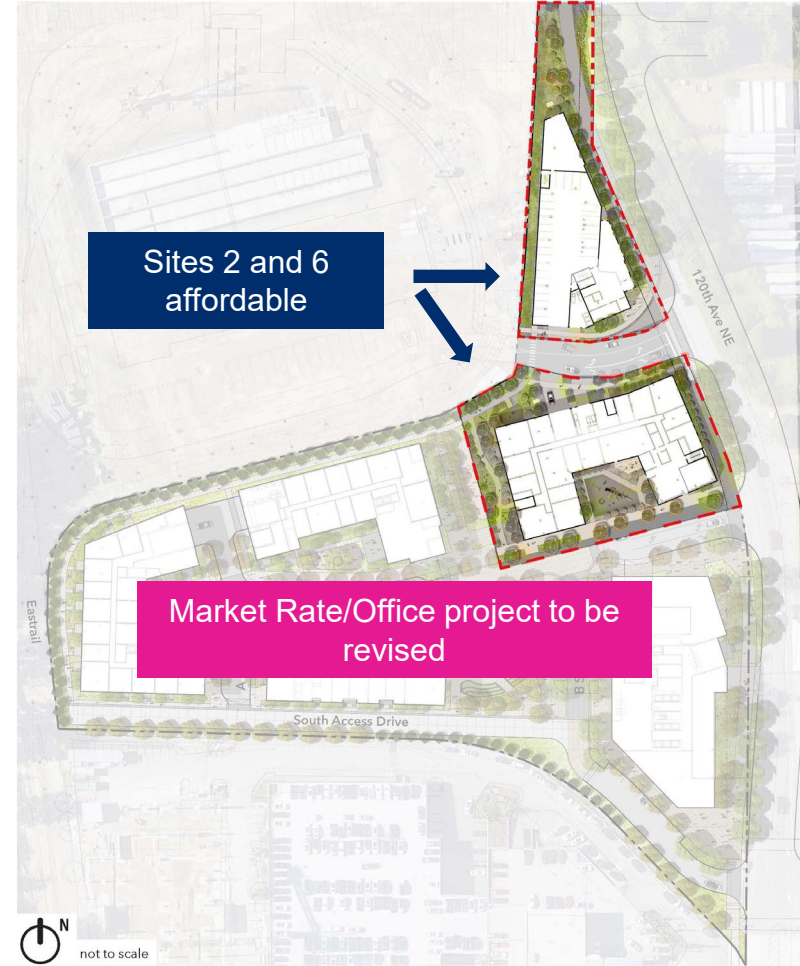 Sites 2 and 6
affordable
120th Ave NE
Eastrail
Market Rate/Office project to be
revised
A
B S
South Access Drive
N
not to scale